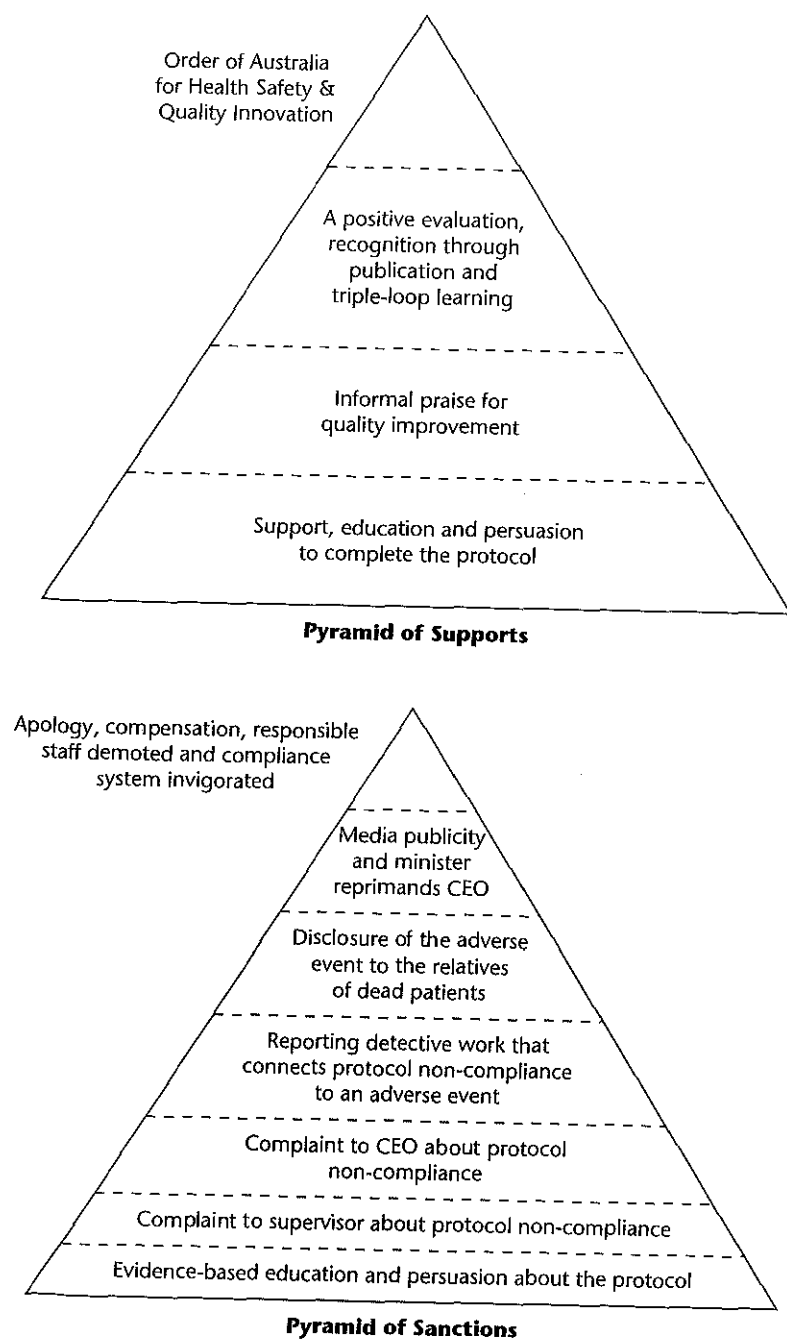 Order of Australia
for Health Safety &
Quality Innovation
A positive evaluation,
recognition through
publication and
triple-loop learning
Informal praise for
quality improvement
Support, education and persuasion
to complete the protocol
Pyramid of Supports
Apology, compensation, responsible
staff demoted and compliance
system invigorated
Media publicity
and minister
reprimands CEO
Disclosure of the adverse
event to the relatives
of dead patients
Reporting detective work that
connects protocol non-compliance
to an adverse event
Complaint to CEO about protocol
non-compliance
Complaint to supervisor about protocol non-compliance
Evidence-based education and persuasion about the protocol
Pyramid of Sanctions